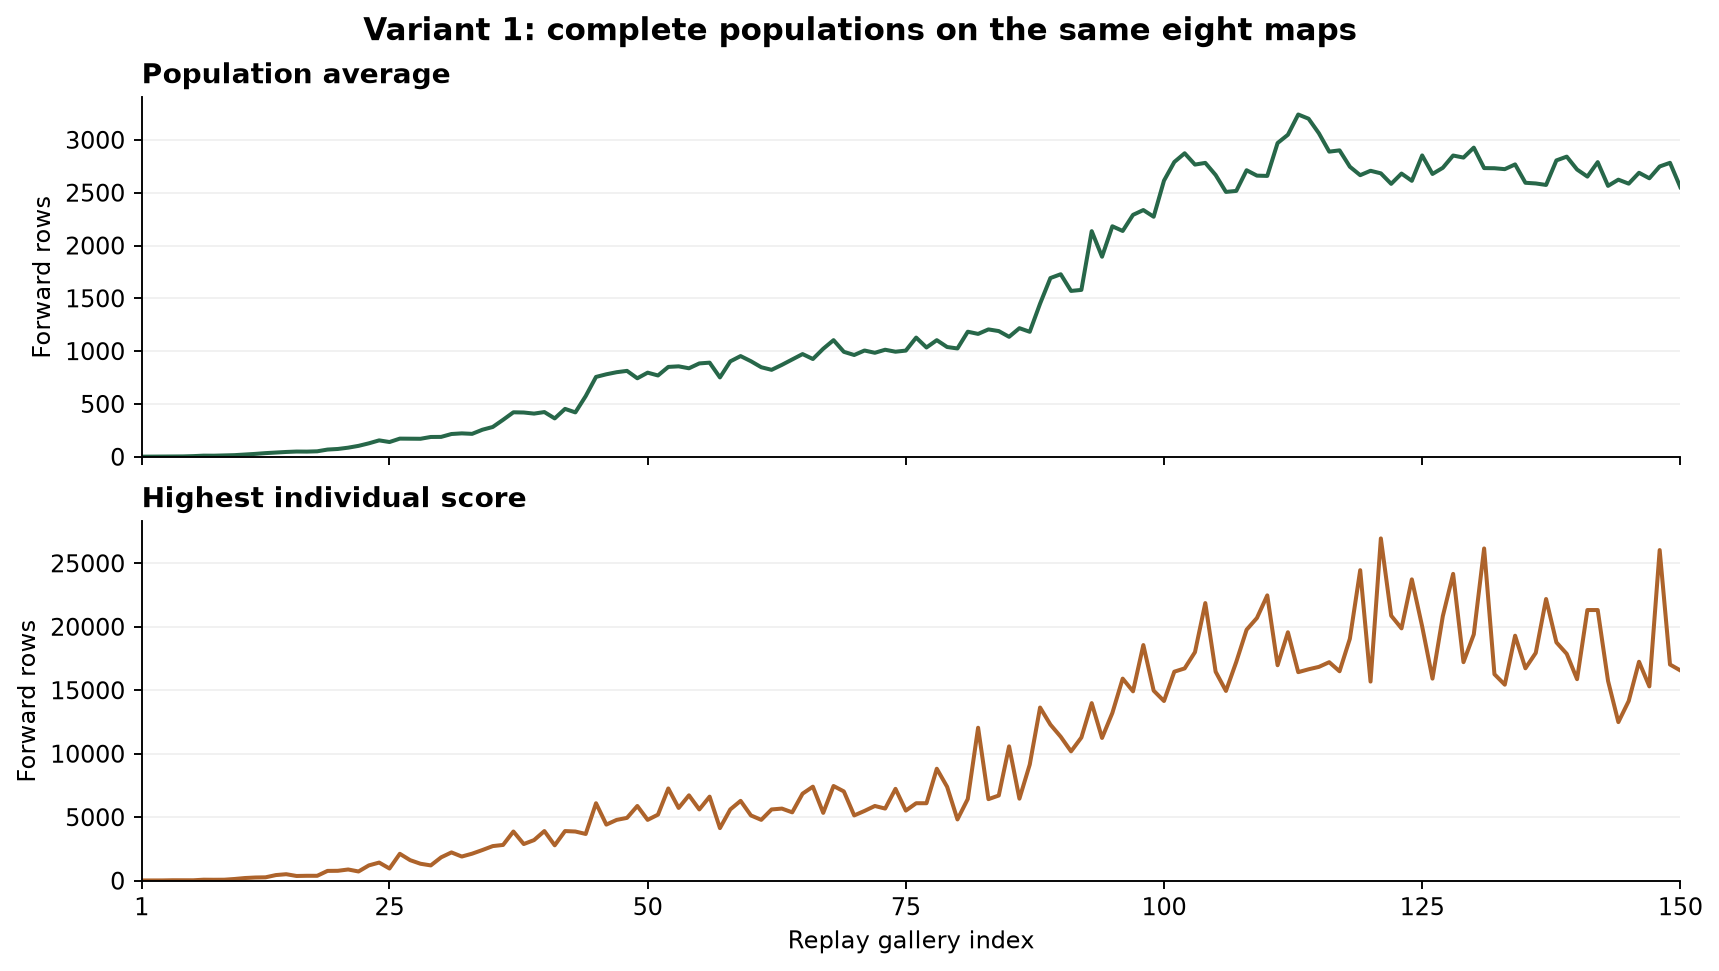 Variant 1: complete populations on the same eight maps
Population average
Forward rows
3000
2500
2000
1500
1000
500
0
Highest individual score
Forward rows
25000
20000
15000
10000
5000
0
1 25 50 75 100 125 150
Replay gallery index